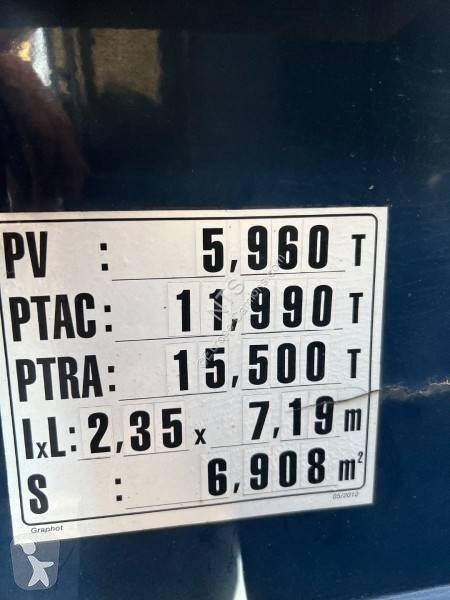 PV : 5,960 T
PTAC: 11,990 T
PTRA: 15,500 T
lxL: 2,35 x 7,19 m
S : 6,908 m²
Graphot 05/2012